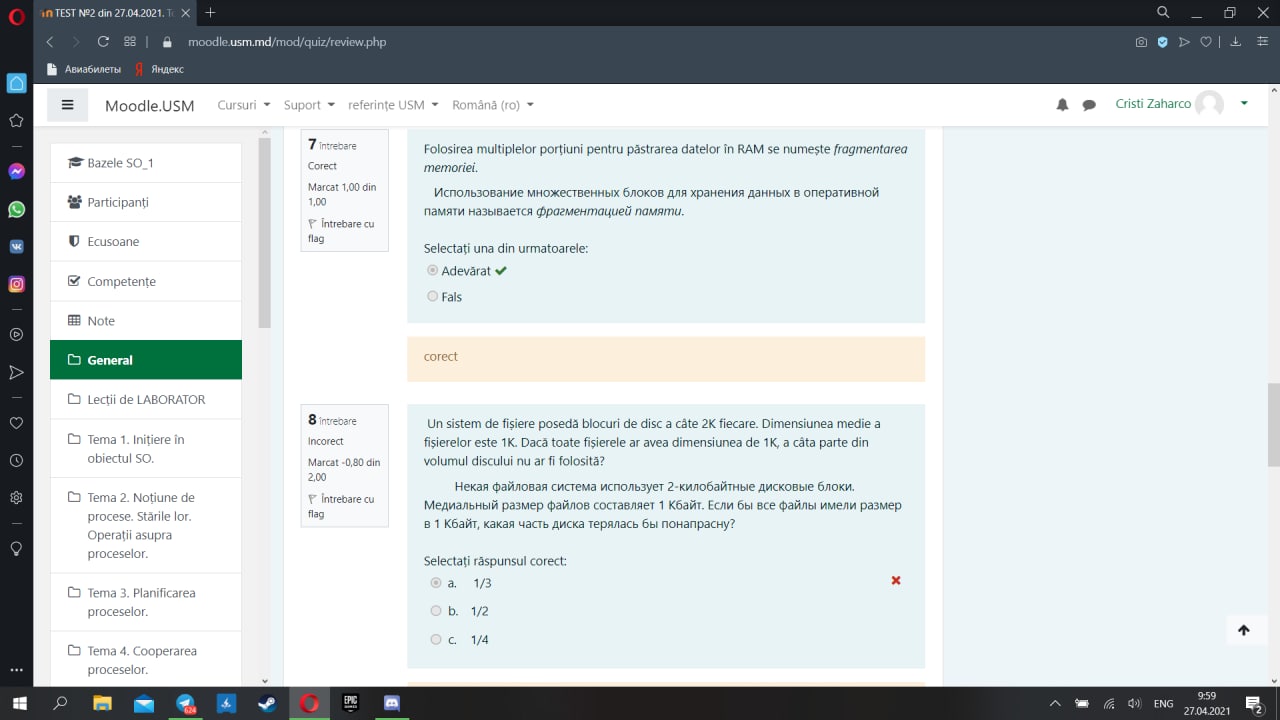 TEST №2 din 27.04.2021. Te
moodle.usm.md/mod/quiz/review.php
Авиабилеты
Яндекс
Moodle.USM
Cursuri
Suport
referințe USM
Română (ro)
Cristi Zaharco
Bazele SO_1
Participanți
Ecusoane
Competențe
Note
General
Lecții de LABORATOR
Tema 1. Inițiere în
obiectul SO.
Tema 2. Noțiune de
procese. Stările lor.
Operații asupra
proceselor.
Tema 3. Planificarea
proceselor.
Tema 4. Cooperarea
proceselor.
7 întrebare
Corect
Marcat 1,00 din
1,00
Întrebare cu
flag
Folosirea multiplelor porțiuni pentru păstrarea datelor în RAM se numește fragmentarea
memoriei.
Использование множественных блоков для хранения данных в оперативной
памяти называется фрагментацией памяти.
Selectați una din urmatoarele:
Adevărat
Fals
corect
8 întrebare
Incorect
Marcat -0,80 din
2,00
Întrebare cu
flag
Un sistem de fișiere posedă blocuri de disc a câte 2K fiecare. Dimensiunea medie a
fișierelor este 1K. Dacă toate fișierele ar avea dimensiunea de 1K, a câta parte din
volumul discului nu ar fi folosită?
Некая файловая система использует 2-килобайтные дисковые блоки.
Медиальный размер файлов составляет 1 Кбайт. Если бы все файлы имели размер
в 1 Кбайт, какая часть диска терялась бы понапрасну?
Selectați răspunsul corect:
a. 1/3
b. 1/2
c. 1/4
624
EPIC
GAMES
ENG
9:59
27.04.2021
2